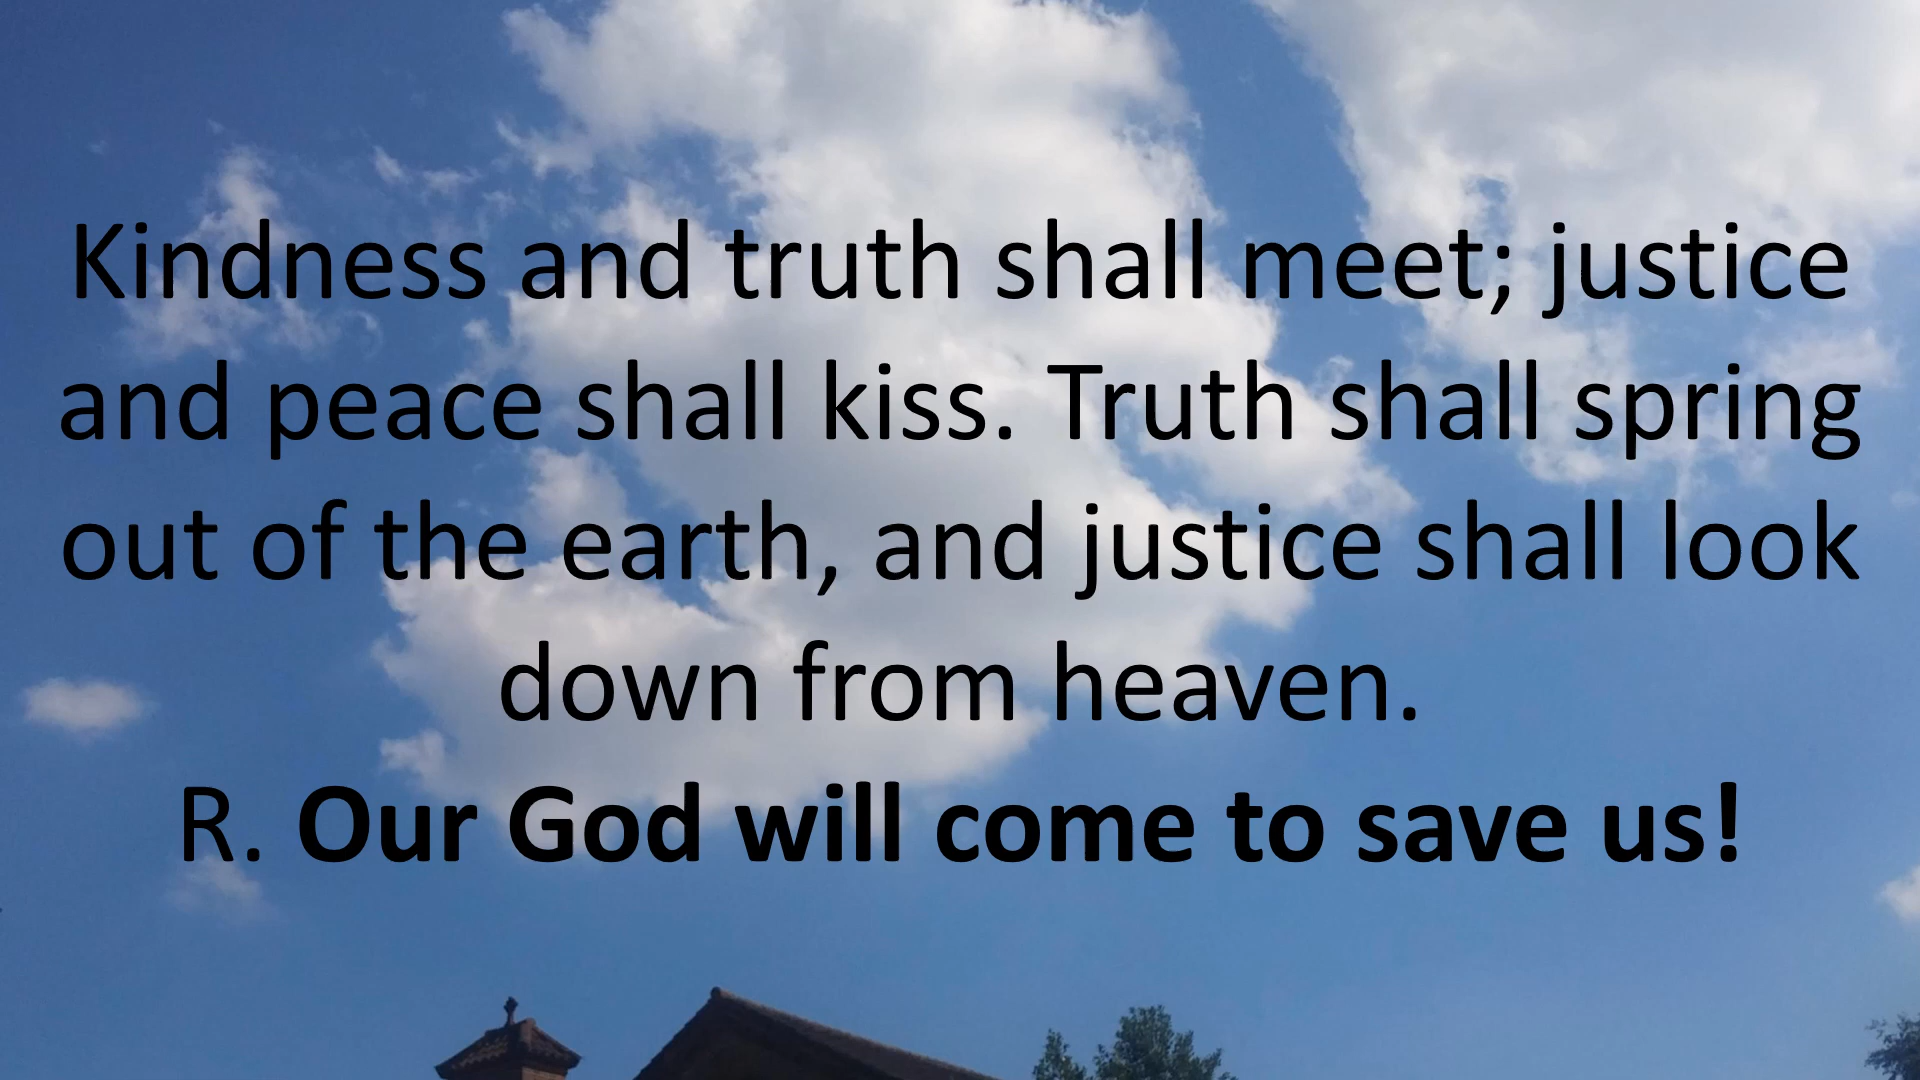 Kindness and truth shall meet; justice
and peace shall kiss. Truth shall spring
out of the earth, and justice shall look
down from heaven.
R. Our God will come to save us!